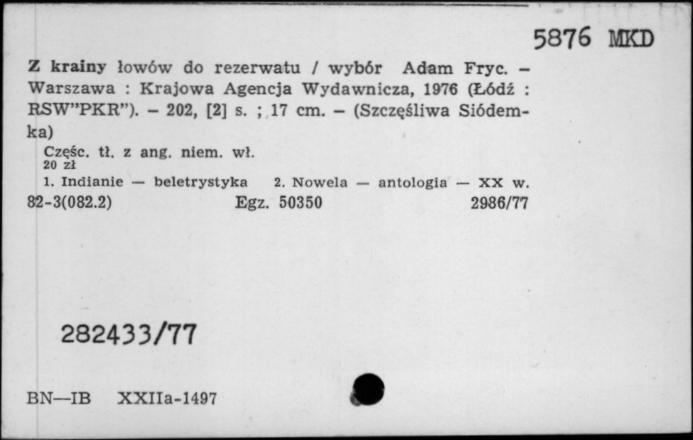 5876 MKD
Z krainy łowów do rezerwatu / wybór Adam Fryc. –
Warszawa : Krajowa Agencja Wydawnicza, 1976 (Łódź :
RSW”PKR”). – 202, [2] s. ; 17 cm. – (Szczęśliwa Siódem-
ka)
Częśc. tł. z ang. niem. wł.
20 zł
1. Indianie — beletrystyka 2. Nowela — antologia — XX w.
82-3(082.2) Egz. 50350 2986/77
282433/77
BN—IB XXIIa-1497